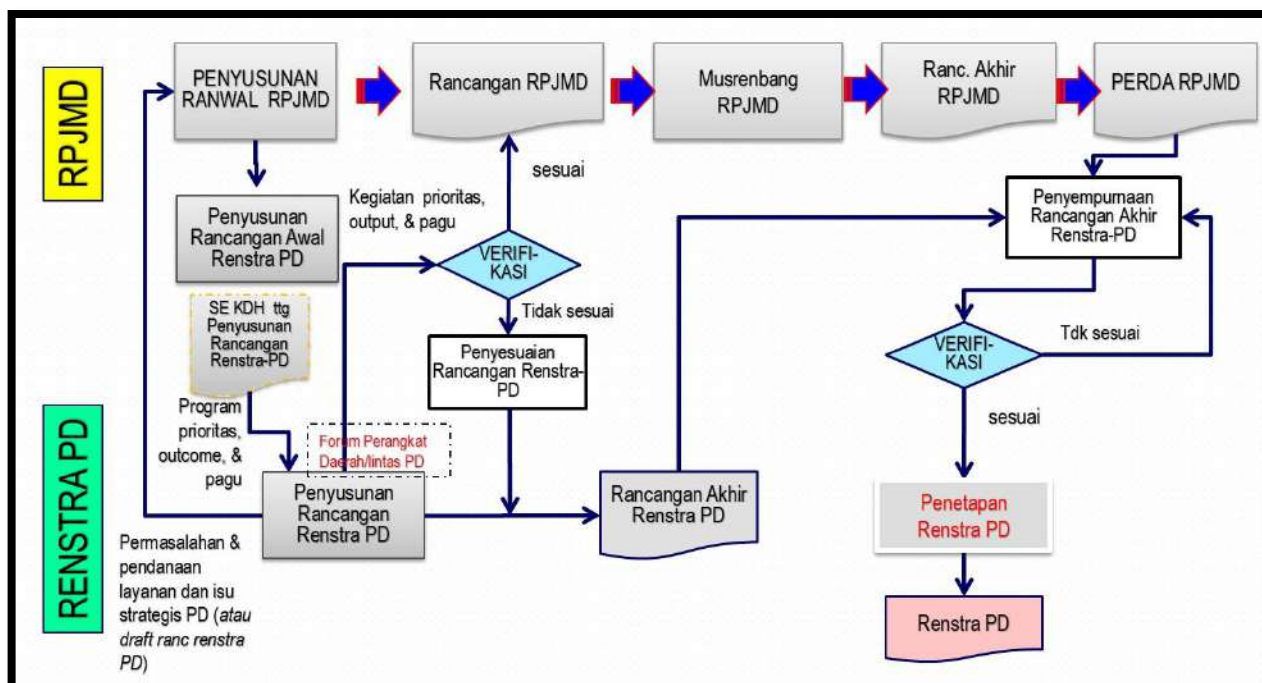 RPJMD
PENYUSUNAN
RANWAL RPJMD
Rancangan RPJMD
Musrenbang
RPJMD
Ranc. Akhir
RPJMD
PERDA RPJMD
sesuai
Kegiatan prioritas,
output, & pagu
Penyusunan
Rancangan Awal
Renstra PD
VERIFI-
KASI
Tidak sesuai
Penyempurnaan
Rancangan Akhir
Renstra-PD
SE KDH ttg
Penyusunan
Rancangan
Renstra-PD
Penyesuaian
Rancangan Renstra-
PD
VERIFI-
KASI
Tdk sesuai
sesuai
RENSTRA PD
Program
prioritas,
outcome, &
pagu
Forum Perangkat
Daerah/lintas PD
Penyusunan
Rancangan
Renstra PD
Rancangan Akhir
Renstra PD
Penetapan
Renstra PD
Permasalahan &
pendanaan
layanan dan isu
strategis PD (atau
draft ranc renstra
PD)
Renstra PD